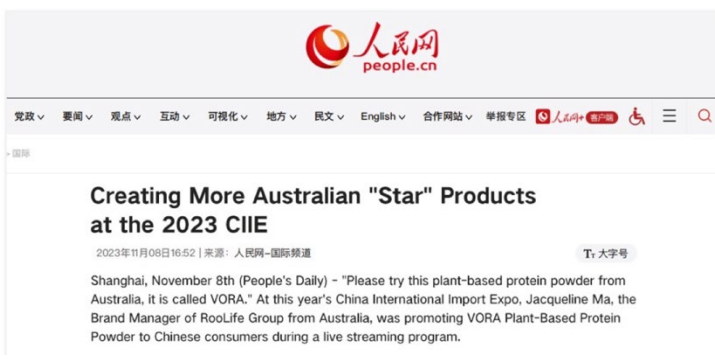 人民网
people.cn
党政 要闻 观点 互动 可视化 地方 民文 English 合作网站 举报专区 人民网+ 客户端
> 国际
Creating More Australian "Star" Products
at the 2023 CIIE
2023年11月08日16:52 | 来源：人民网-国际频道
TT 大字号
Shanghai, November 8th (People's Daily) - "Please try this plant-based protein powder from
Australia, it is called VORA." At this year's China International Import Expo, Jacqueline Ma, the
Brand Manager of RooLife Group from Australia, was promoting VORA Plant-Based Protein
Powder to Chinese consumers during a live streaming program.